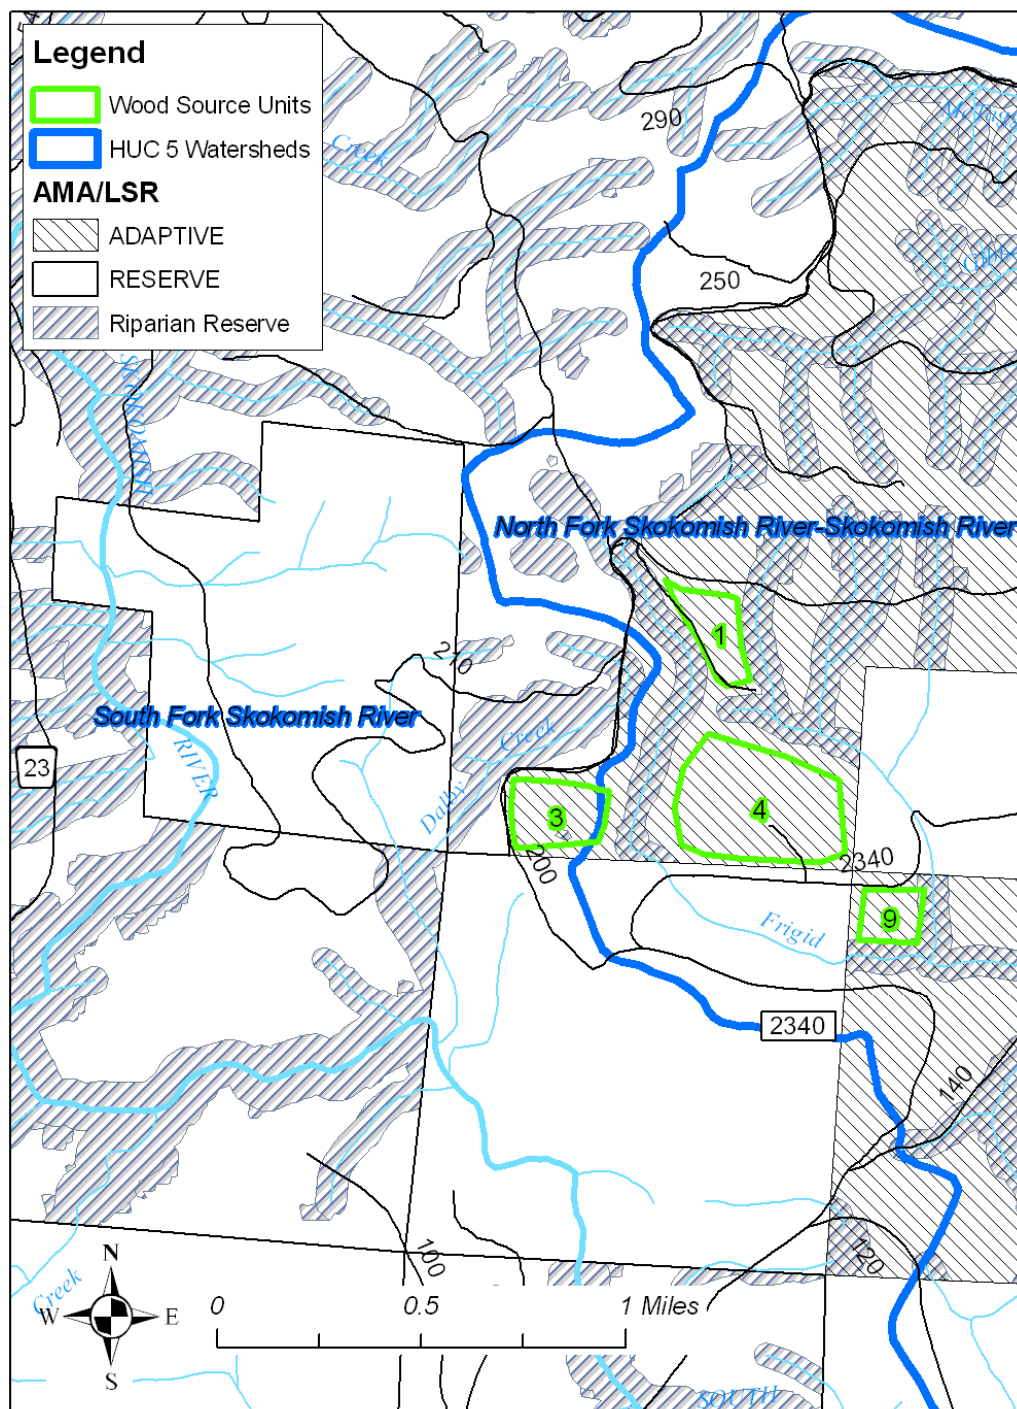 Legend
Wood Source Units
HUC 5 Watersheds
AMA/LSR
ADAPTIVE
RESERVE
Riparian Reserve
Creek
290
250
SKOKOMISH
North Fork Skokomish River-Skokomish River
1
210
South Fork Skokomish River
RIVER
23
Creek
Dalby
3
4
200
2340
9
Frigid
2340
140
100
120
N
W
E
S
Creek
0
0.5
1 Miles
SOUTH